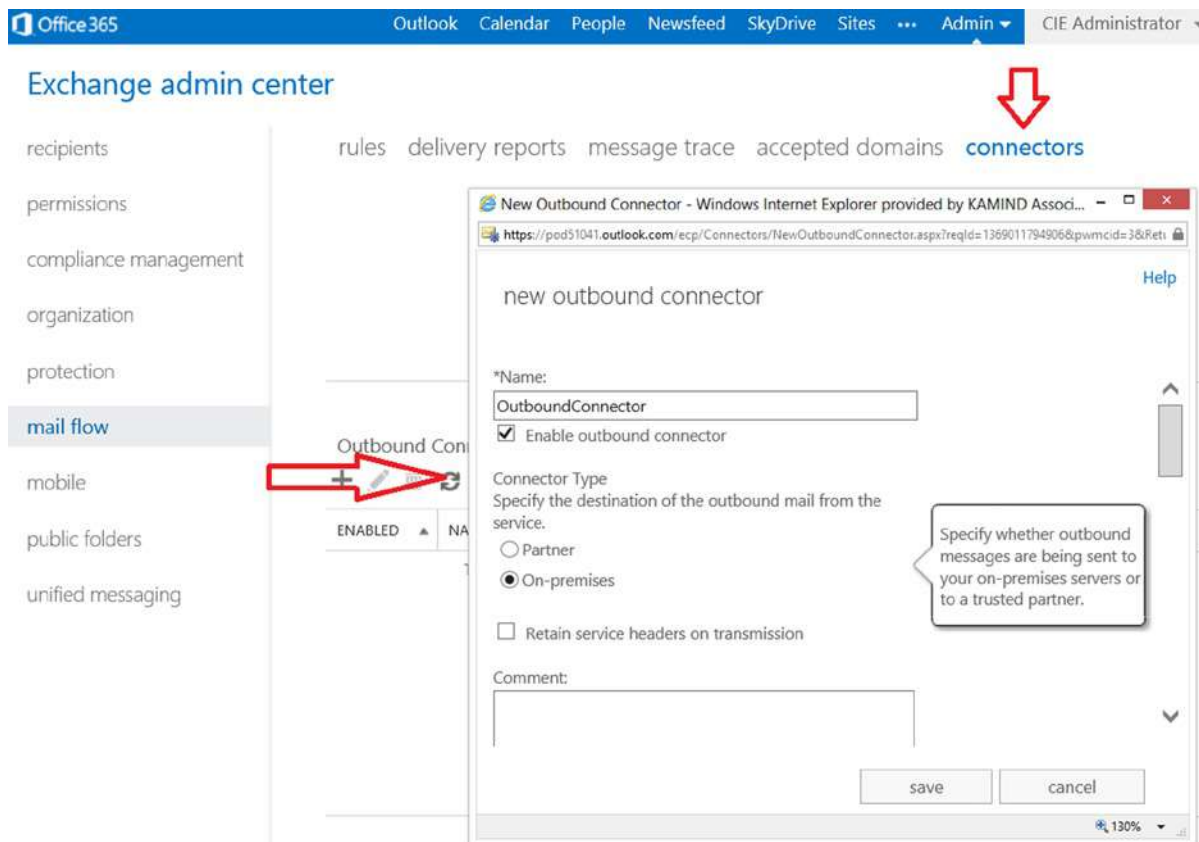 Office 365
Outlook Calendar People Newsfeed SkyDrive Sites ••• Admin CIE Administrator
Exchange admin center
recipients
permissions
compliance management
organization
protection
mail flow
mobile
public folders
unified messaging
rules delivery reports message trace accepted domains connectors
Outbound Con
ENABLED NA
New Outbound Connector - Windows Internet Explorer provided by KAMIND Associ...
https://pod51041.outlook.com/ecp/Connectors/NewOutboundConnector.aspx?reqId=1369011794906&pwmcid=3&Ret
Help
new outbound connector
*Name:
OutboundConnector
Enable outbound connector
Connector Type
Specify the destination of the outbound mail from the
service.
Partner
On-premises
Specify whether outbound
messages are being sent to
your on-premises servers or
to a trusted partner.
Retain service headers on transmission
Comment:
save cancel
130%